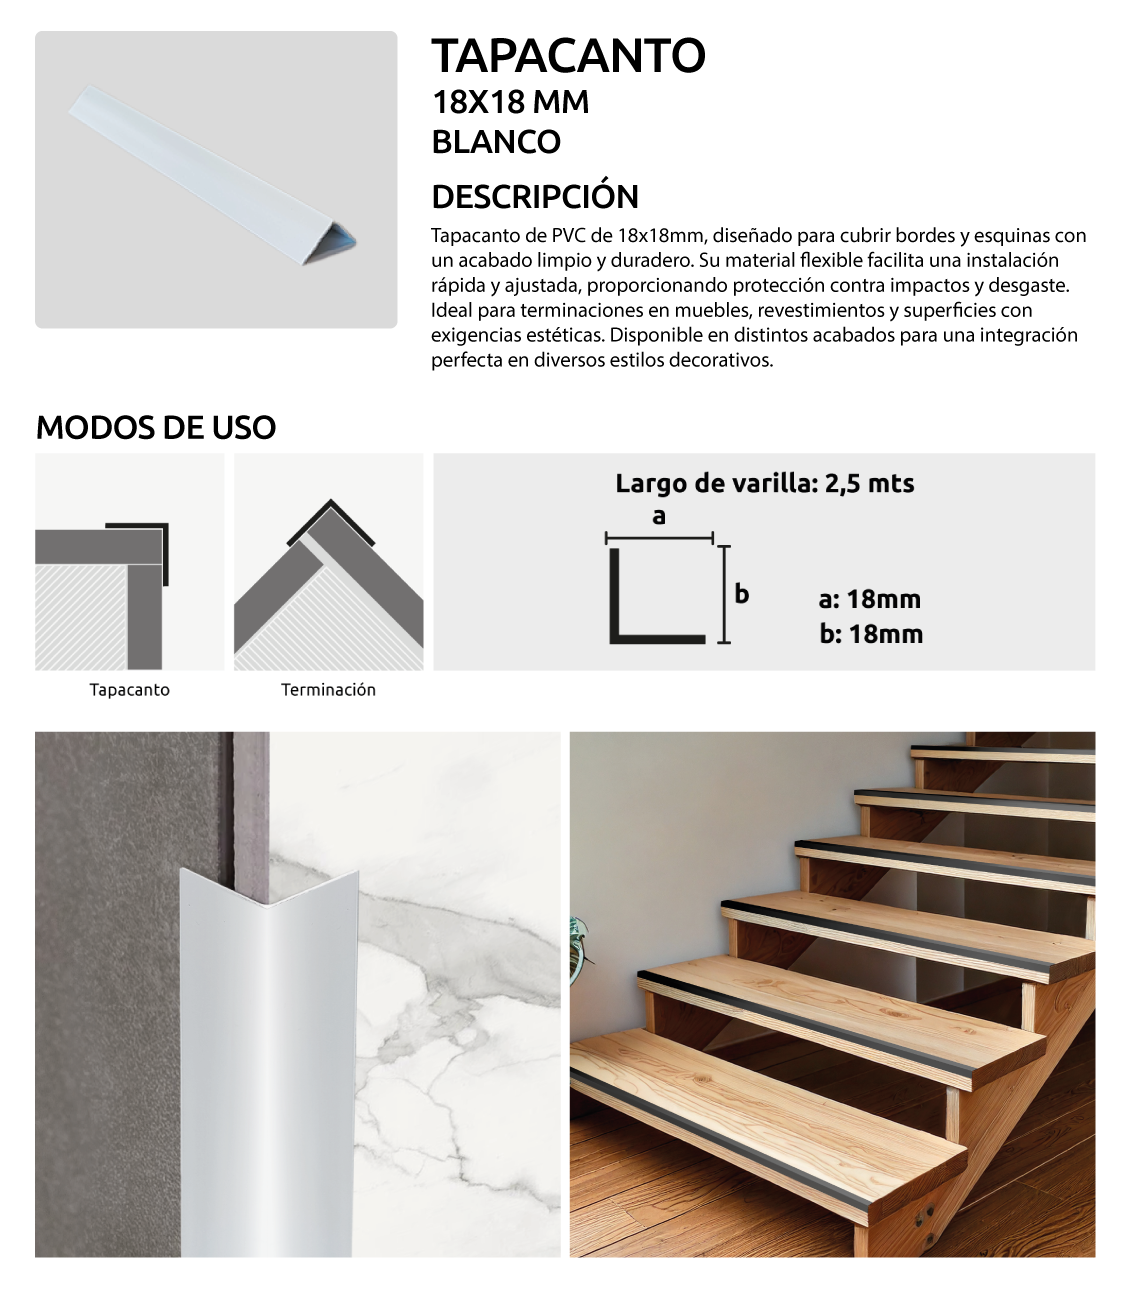 TAPACANTO
18X18 MM
BLANCO
DESCRIPCIÓN
Tapacanto de PVC de 18x18mm, diseñado para cubrir bordes y esquinas con
un acabado limpio y duradero. Su material flexible facilita una instalación
rápida y ajustada, proporcionando protección contra impactos y desgaste.
Ideal para terminaciones en muebles, revestimientos y superficies con
exigencias estéticas. Disponible en distintos acabados para una integración
perfecta en diversos estilos decorativos.
MODOS DE USO
Tapacanto
Terminación
Largo de varilla: 2,5 mts
a
b
a: 18mm
b: 18mm